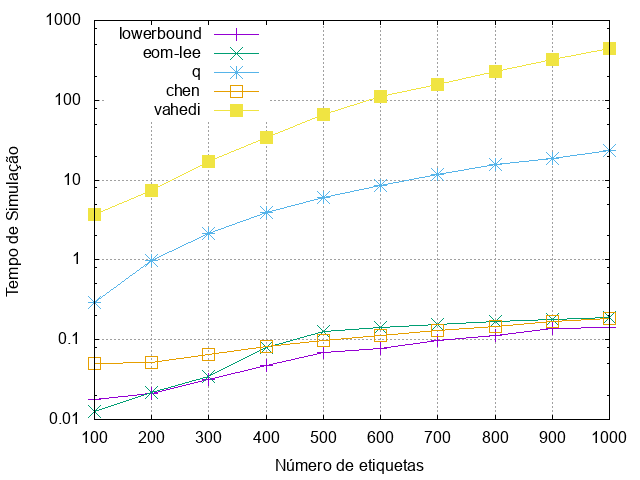 1000
100
10
1
0.1
0.01
lowerbound
eom-lee
q
chen
vahedi
Tempo de Simulação
100 200 300 400 500 600 700 800 900 1000
Número de etiquetas